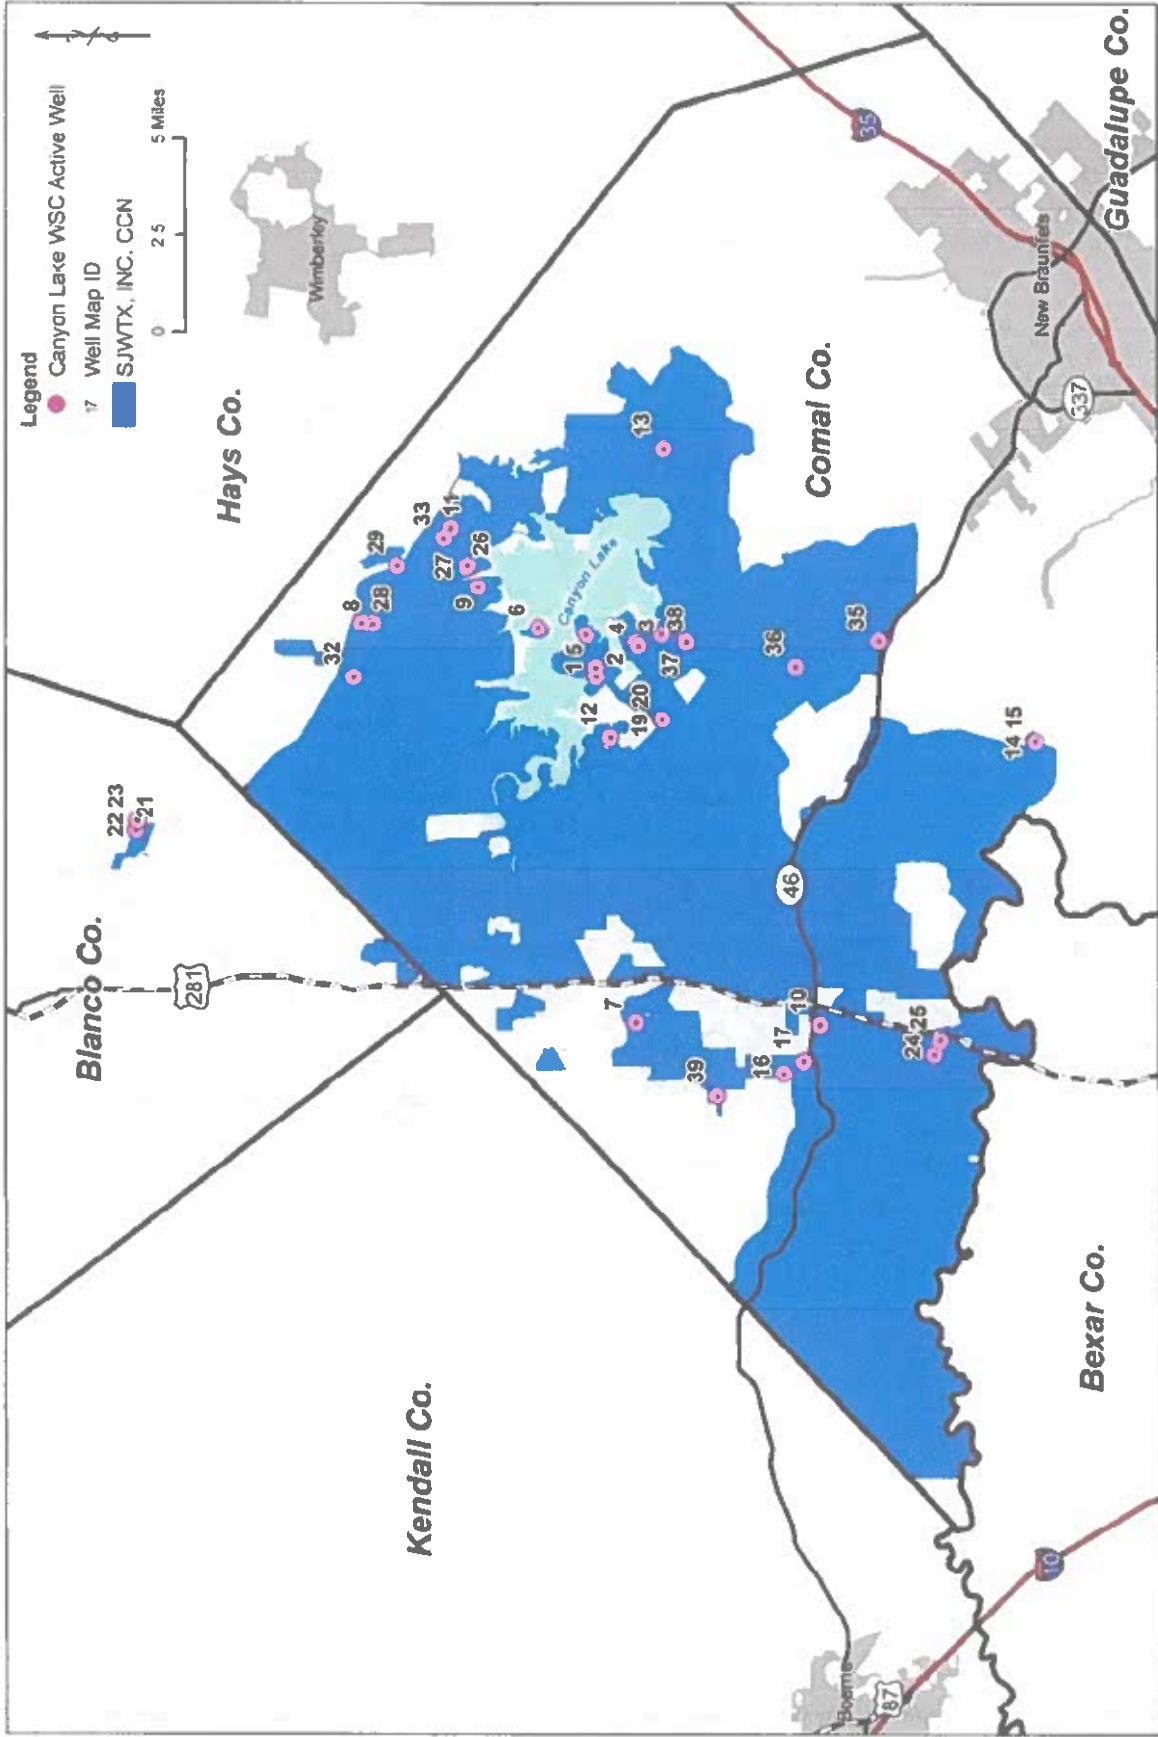 Legend
Canyon Lake WSC Active Well
17 Well Map ID
SJWTX, INC. CCN
0 2.5 5 Miles
Blanco Co.
Hays Co.
Kendall Co.
Comal Co.
Bexar Co.
Guadalupe Co.
Wimberley
New Braunfels
Boerne
Canyon Lake
281
46
337
35
10
87
22 23
21
32
8
28
29
33
11
27
26
9
6
1 5
2
4
3
38
37
12
19 20
13
36
35
14 15
7
39
16
17
10
24 25